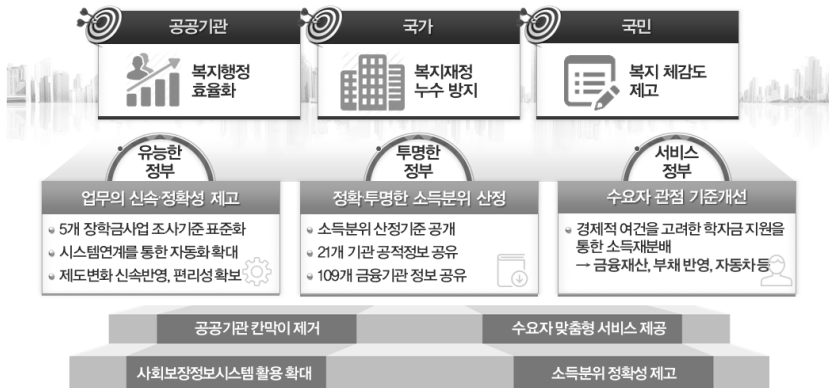 공공기관
국가
국민
복지행정
효율화
복지재정
누수 방지
복지 체감도
제고
유능한
정부
투명한
정부
서비스
정부
업무의 신속·정확성 제고
정확·투명한 소득분위 산정
수요자 관점 기준개선
5개 장학금사업 조사기준 표준화
시스템연계를 통한 자동화 확대
제도변화 신속반영, 편리성 확보
소득분위 산정기준 공개
21개 기관 공적정보 공유
109개 금융기관 정보 공유
경제적 여건을 고려한 학자금 지원을
통한 소득재분배
→ 금융재산, 부채 반영, 자동차 등
공공기관 칸막이 제거
수요자 맞춤형 서비스 제공
사회보장정보시스템 활용 확대
소득분위 정확성 제고